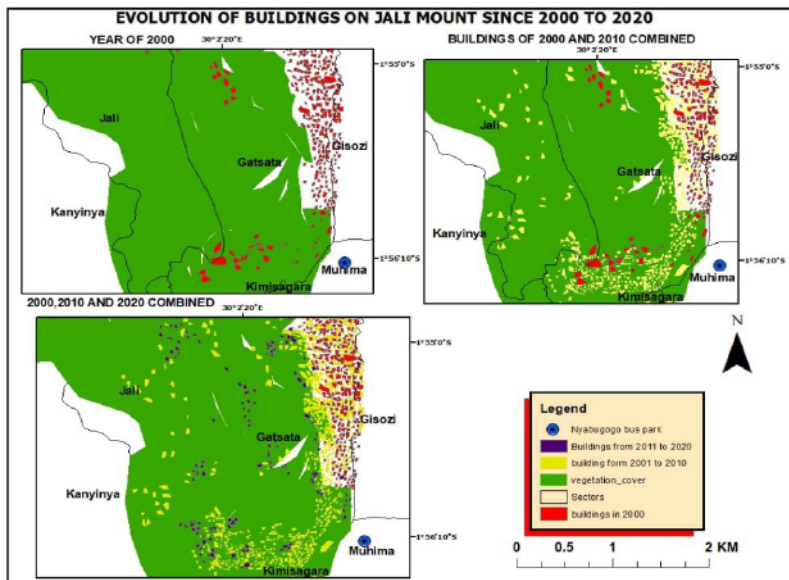 EVOLUTION OF BUILDINGS ON JALI MOUNT SINCE 2000 TO 2020
YEAR OF 2000
30°2'20"E
1°55'0"S
Jali
Gatsata
Gisozi
Kanyinya
1°56'10"S
Muhima
Kimisagara
BUILDINGS OF 2000 AND 2010 COMBINED
30°2'20"E
1°55'0"S
Jali
Gatsata
Gisozi
Kanyinya
1°56'10"S
Muhima
Kimisagara
2000,2010 AND 2020 COMBINED
30°2'20"E
1°55'0"S
Jali
Gatsata
Gisozi
Kanyinya
1°56'10"S
Muhima
Kimisagara
N
Legend
Nyabugogo bus park
Buildings from 2011 to 2020
building form 2001 to 2010
vegetation_cover
Sectors
buildings in 2000
0 0.5 1 2 KM